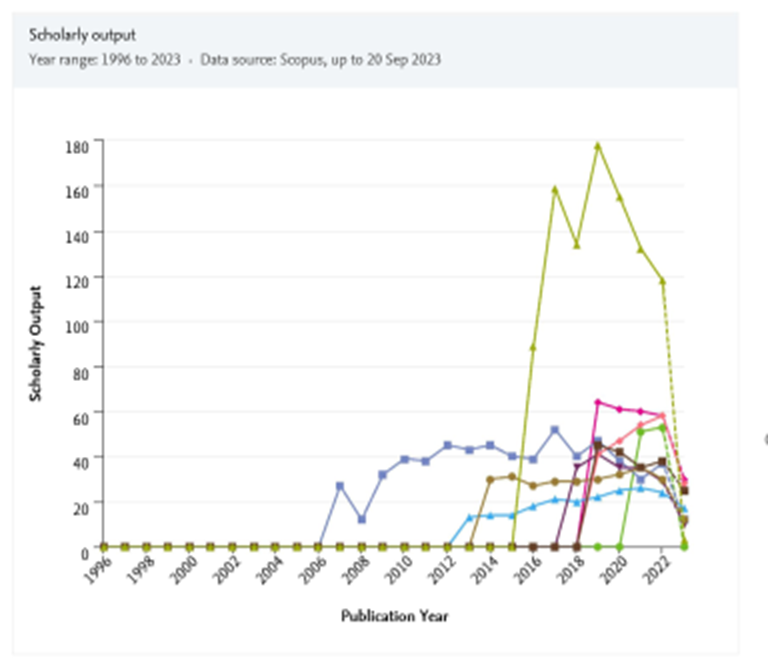 Scholarly output
Year range: 1996 to 2023 · Data source: Scopus, up to 20 Sep 2023
180
160
140
120
100
80
60
40
20
0
Scholarly Output
1996 1998 2000 2002 2004 2006 2008 2010 2012 2014 2016 2018 2020 2022
Publication Year